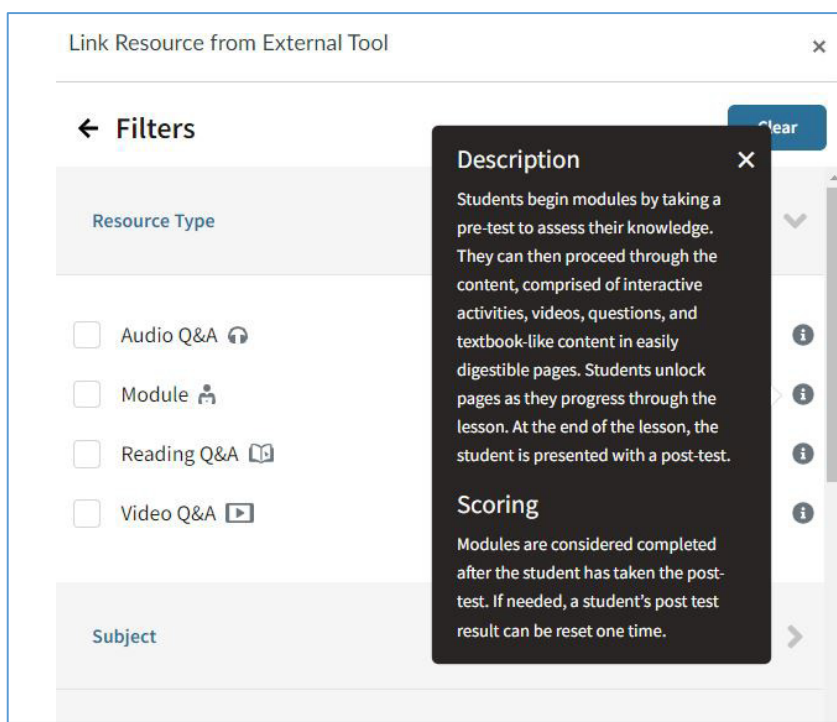 Link Resource from External Tool
×
← Filters
Clear
Resource Type
Audio Q&A
Module
Reading Q&A
Video Q&A
Subject
Description
×
Students begin modules by taking a
pre-test to assess their knowledge.
They can then proceed through the
content, comprised of interactive
activities, videos, questions, and
textbook-like content in easily
digestible pages. Students unlock
pages as they progress through the
lesson. At the end of the lesson, the
student is presented with a post-test.
Scoring
Modules are considered completed
after the student has taken the post-
test. If needed, a student’s post test
result can be reset one time.